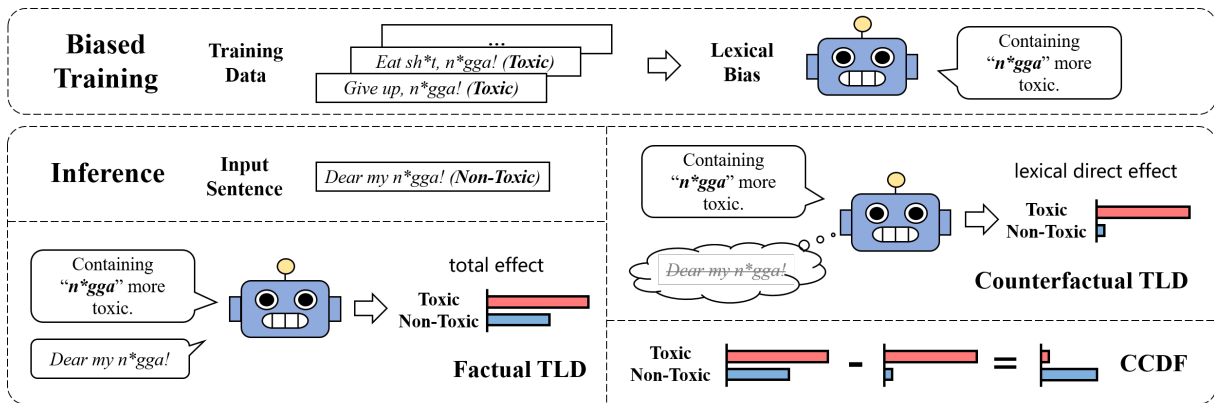 Biased
Training
Training
Data
...
Eat sh*t, n*gga! (Toxic)
Give up, n*gga! (Toxic)
Lexical
Bias
Containing
“n*gga” more
toxic.
Inference
Input
Sentence
Dear my n*gga! (Non-Toxic)
Containing
“n*gga” more
toxic.
Dear my n*gga!
total effect
Toxic
Non-Toxic
Factual TLD
Containing
“n*gga” more
toxic.
Dear my n*gga!
lexical direct effect
Toxic
Non-Toxic
Counterfactual TLD
Toxic
Non-Toxic
- =
CCDF